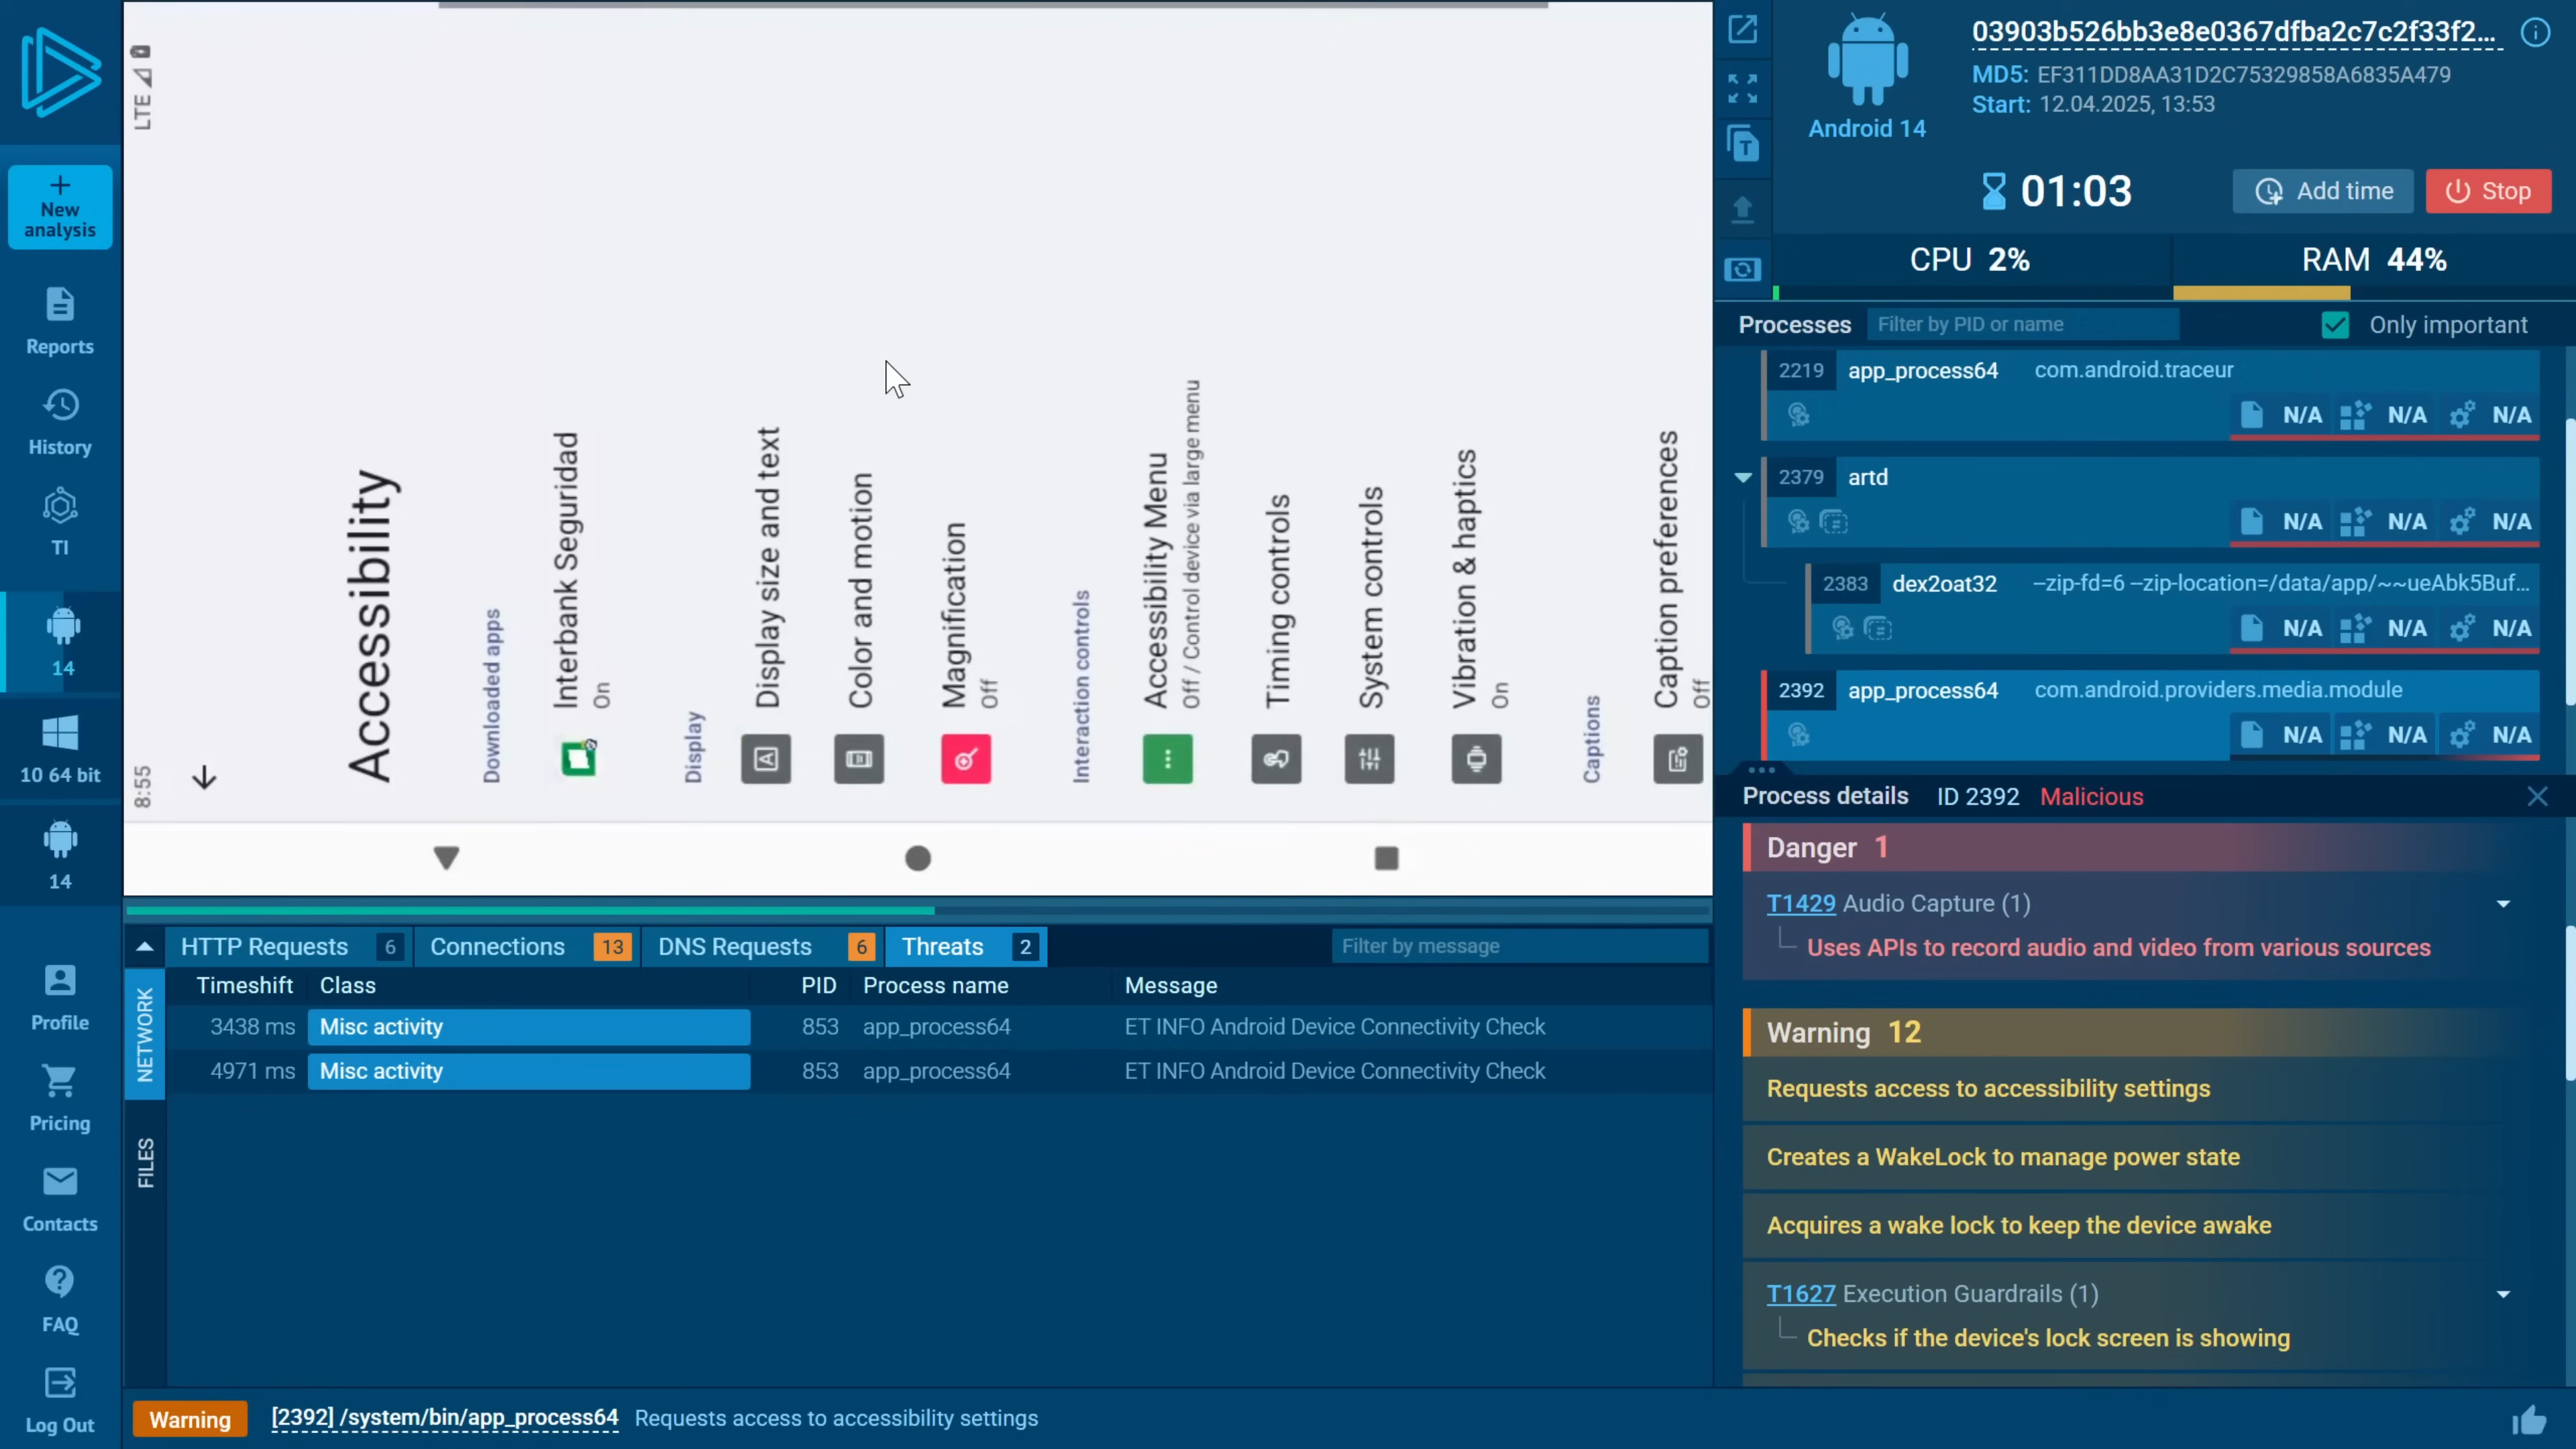 +
New
analysis
Reports
History
TI
14
10 64 bit
14
Profile
Pricing
Contacts
FAQ
Log Out
8:55
LTE
Accessibility
Downloaded apps
Interbank Seguridad
On
Display
Display size and text
Color and motion
Magnification
Off
Interaction controls
Accessibility Menu
Off / Control device via large menu
Timing controls
System controls
Vibration & haptics
On
Captions
Caption preferences
Off
HTTP Requests 6
Connections 13
DNS Requests 6
Threats 2
Filter by message
NETWORK
FILES
Timeshift Class PID Process name Message
3438 ms Misc activity 853 app_process64 ET INFO Android Device Connectivity Check
4971 ms Misc activity 853 app_process64 ET INFO Android Device Connectivity Check
Warning [2392] /system/bin/app_process64 Requests access to accessibility settings
Android 14
03903b526bb3e8e0367dfba2c7c2f33f2...
MD5: EF311DD8AA31D2C75329858A6835A479
Start: 12.04.2025, 13:53
01:03
Add time
Stop
CPU 2%
RAM 44%
Processes
Filter by PID or name
Only important
2219 app_process64 com.android.traceur
N/A N/A N/A
2379 artd
N/A N/A N/A
2383 dex2oat32 --zip-fd=6 --zip-location=/data/app/~~ueAbk5Buf...
N/A N/A N/A
2392 app_process64 com.android.providers.media.module
N/A N/A N/A
Process details ID 2392 Malicious
Danger 1
T1429 Audio Capture (1)
Uses APIs to record audio and video from various sources
Warning 12
Requests access to accessibility settings
Creates a WakeLock to manage power state
Acquires a wake lock to keep the device awake
T1627 Execution Guardrails (1)
Checks if the device's lock screen is showing